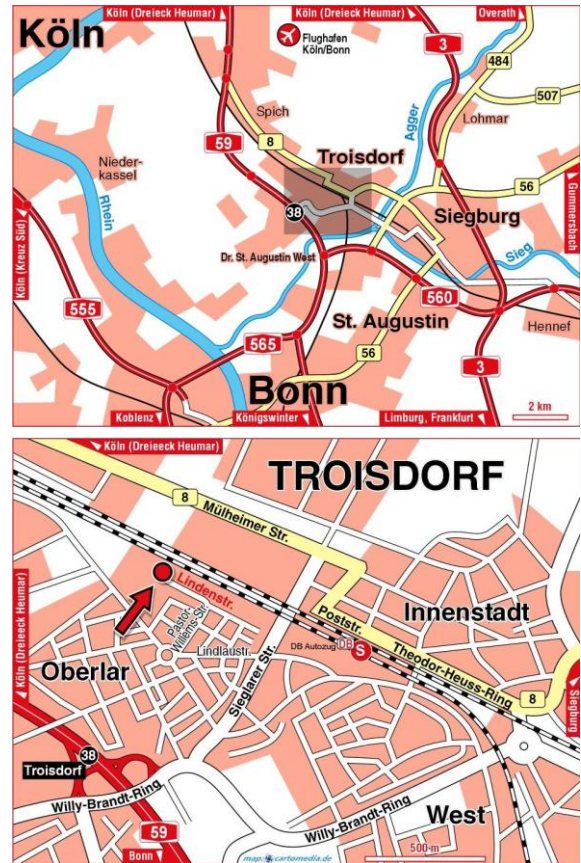 Köln (Dreieck Heumar)
Köln (Dreieck Heumar)
Overath
Köln
Flughafen
Köln/Bonn
3
484
507
Spich
Lohmar
Agger
59
8
Troisdorf
Nieder-
kassel
56
Gummersbach
Rhein
38
Siegburg
Köln (Kreuz Süd)
Dr. St. Augustin West
Sieg
555
560
St. Augustin
Hennef
565
56
3
Bonn
Koblenz
Königswinter
Limburg, Frankfurt
2 km
Köln (Dreieeck Heumar)
TROISDORF
8
Mülheimer Str.
Köln (Dreieeck Heumar)
Lindenstr.
Innenstadt
Pastor-
Willems-Str.
Poststr.
Oberlar
Lindlaustr.
DB Autozug
DB
S
Theodor-Heuss-Ring
8
Siegburg
Sieglarer Str.
38
Troisdorf
Willy-Brandt-Ring
West
Willy-Brandt-Ring
59
Bonn
500 m
map: cartomedia.de